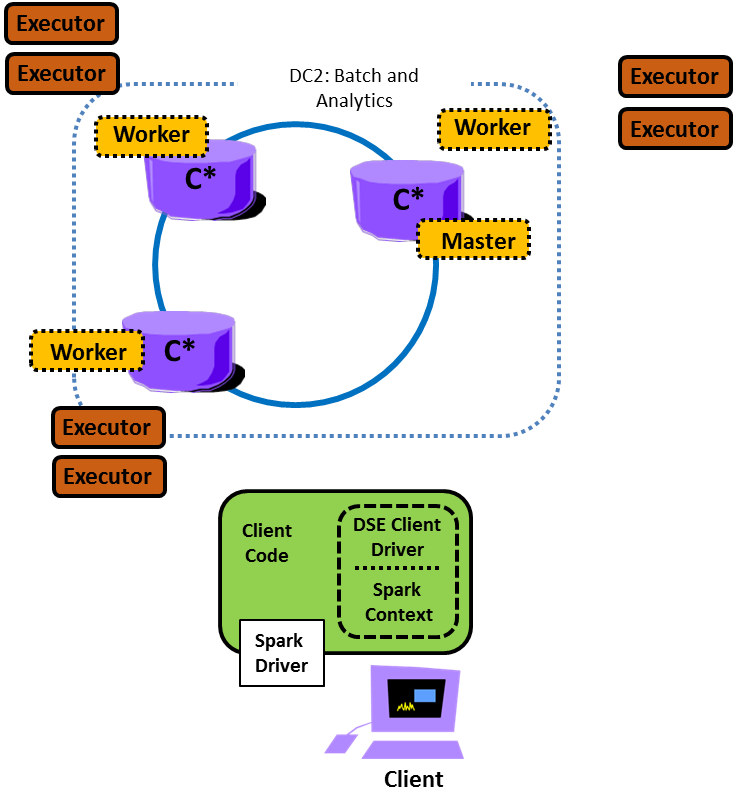 Executor
Executor
DC2: Batch and
Analytics
Executor
Executor
Worker
Worker
C*
C*
Master
Worker
C*
Executor
Executor
Client
Code
DSE Client
Driver
Spark
Context
Spark
Driver
Client